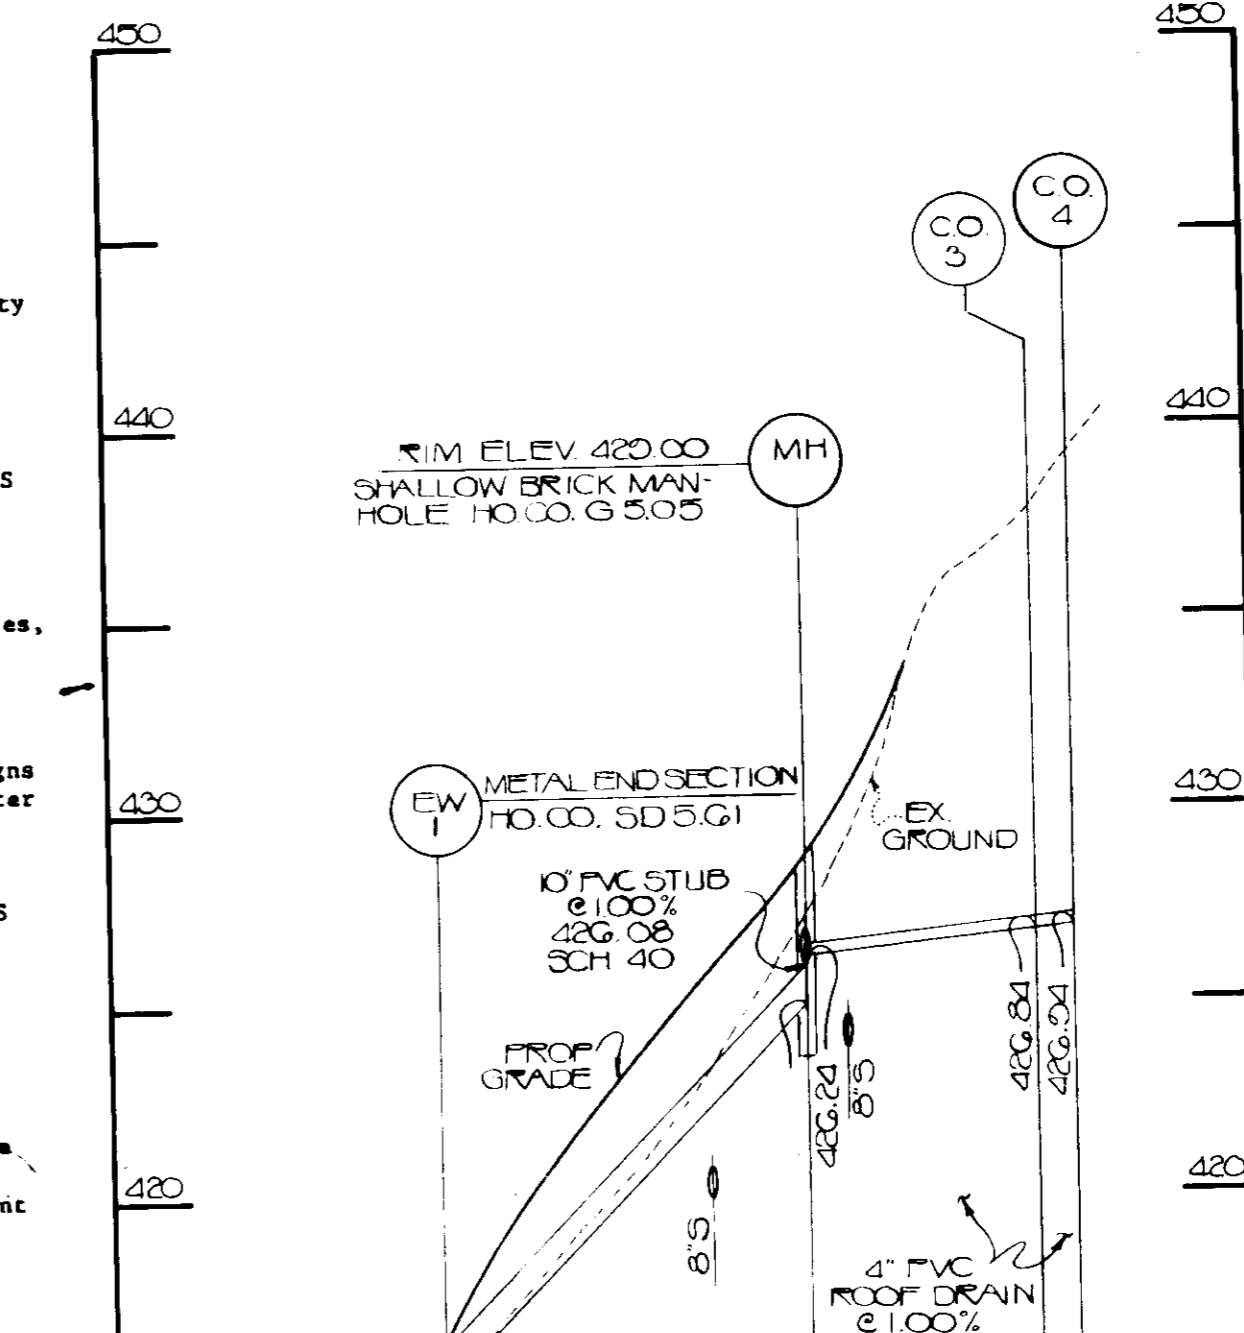 450
450
C.O.
4
C.O.
3
ty
440
440
RIM ELEV. 429.00
SHALLOW BRICK MAN-
HOLE HO.CO. G 5.05
MH
S
es,
430
430
gns
ter
EW
1
METAL END SECTION
HO.CO. SD 5.61
EX.
GROUND
10" PVC STUB
@ 1.00%
426.08
SCH 40
S
PROP
GRADE
426.84
426.94
426.24
8"S
8"S
420
420
nt
4" PVC
ROOF DRAIN
@ 1.00%